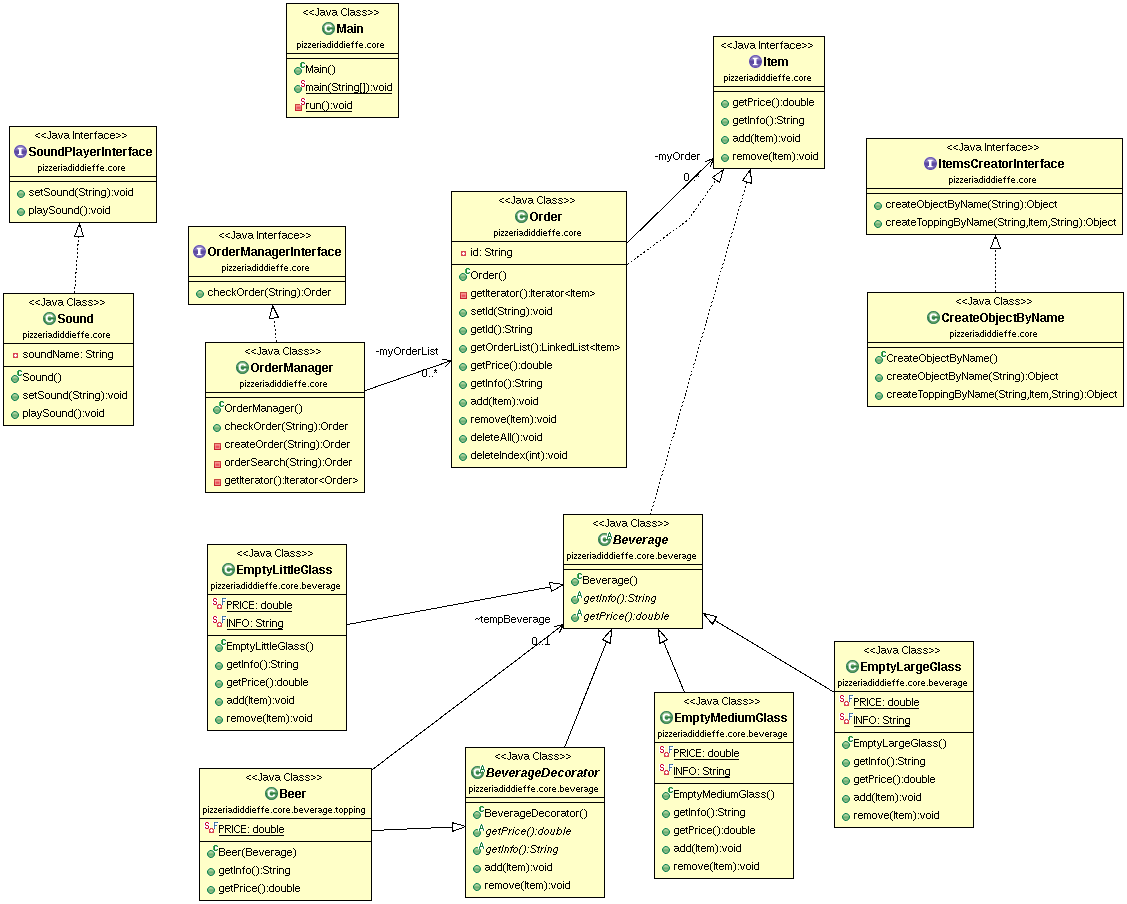 <<Java Class>>
Main
pizzeriadiddieffe.core
Main()
main(String[]):void
run():void
<<Java Interface>>
Item
pizzeriadiddieffe.core
getPrice():double
getInfo():String
add(Item):void
remove(Item):void
<<Java Interface>>
SoundPlayerInterface
pizzeriadiddieffe.core
setSound(String):void
playSound():void
<<Java Interface>>
ItemsCreatorInterface
pizzeriadiddieffe.core
createObjectByName(String):Object
createToppingByName(String,Item,String):Object
-myOrder
0..*
<<Java Class>>
Order
pizzeriadiddieffe.core
id: String
Order()
getIterator():Iterator<Item>
setId(String):void
getId():String
getOrderList():LinkedList<Item>
getPrice():double
getInfo():String
add(Item):void
remove(Item):void
deleteAll():void
deleteIndex(int):void
<<Java Interface>>
OrderManagerInterface
pizzeriadiddieffe.core
checkOrder(String):Order
<<Java Class>>
Sound
pizzeriadiddieffe.core
soundName: String
Sound()
setSound(String):void
playSound():void
<<Java Class>>
CreateObjectByName
pizzeriadiddieffe.core
CreateObjectByName()
createObjectByName(String):Object
createToppingByName(String,Item,String):Object
<<Java Class>>
OrderManager
pizzeriadiddieffe.core
OrderManager()
checkOrder(String):Order
createOrder(String):Order
orderSearch(String):Order
getIterator():Iterator<Order>
-myOrderList
0..*
<<Java Class>>
Beverage
pizzeriadiddieffe.core.beverage
Beverage()
getInfo():String
getPrice():double
<<Java Class>>
EmptyLittleGlass
pizzeriadiddieffe.core.beverage
PRICE: double
INFO: String
EmptyLittleGlass()
getInfo():String
getPrice():double
add(Item):void
remove(Item):void
~tempBeverage
0..1
<<Java Class>>
EmptyLargeGlass
pizzeriadiddieffe.core.beverage
PRICE: double
INFO: String
EmptyLargeGlass()
getInfo():String
getPrice():double
add(Item):void
remove(Item):void
<<Java Class>>
EmptyMediumGlass
pizzeriadiddieffe.core.beverage
PRICE: double
INFO: String
EmptyMediumGlass()
getInfo():String
getPrice():double
add(Item):void
remove(Item):void
<<Java Class>>
BeverageDecorator
pizzeriadiddieffe.core.beverage
BeverageDecorator()
getPrice():double
getInfo():String
add(Item):void
remove(Item):void
<<Java Class>>
Beer
pizzeriadiddieffe.core.beverage.topping
PRICE: double
Beer(Beverage)
getInfo():String
getPrice():double